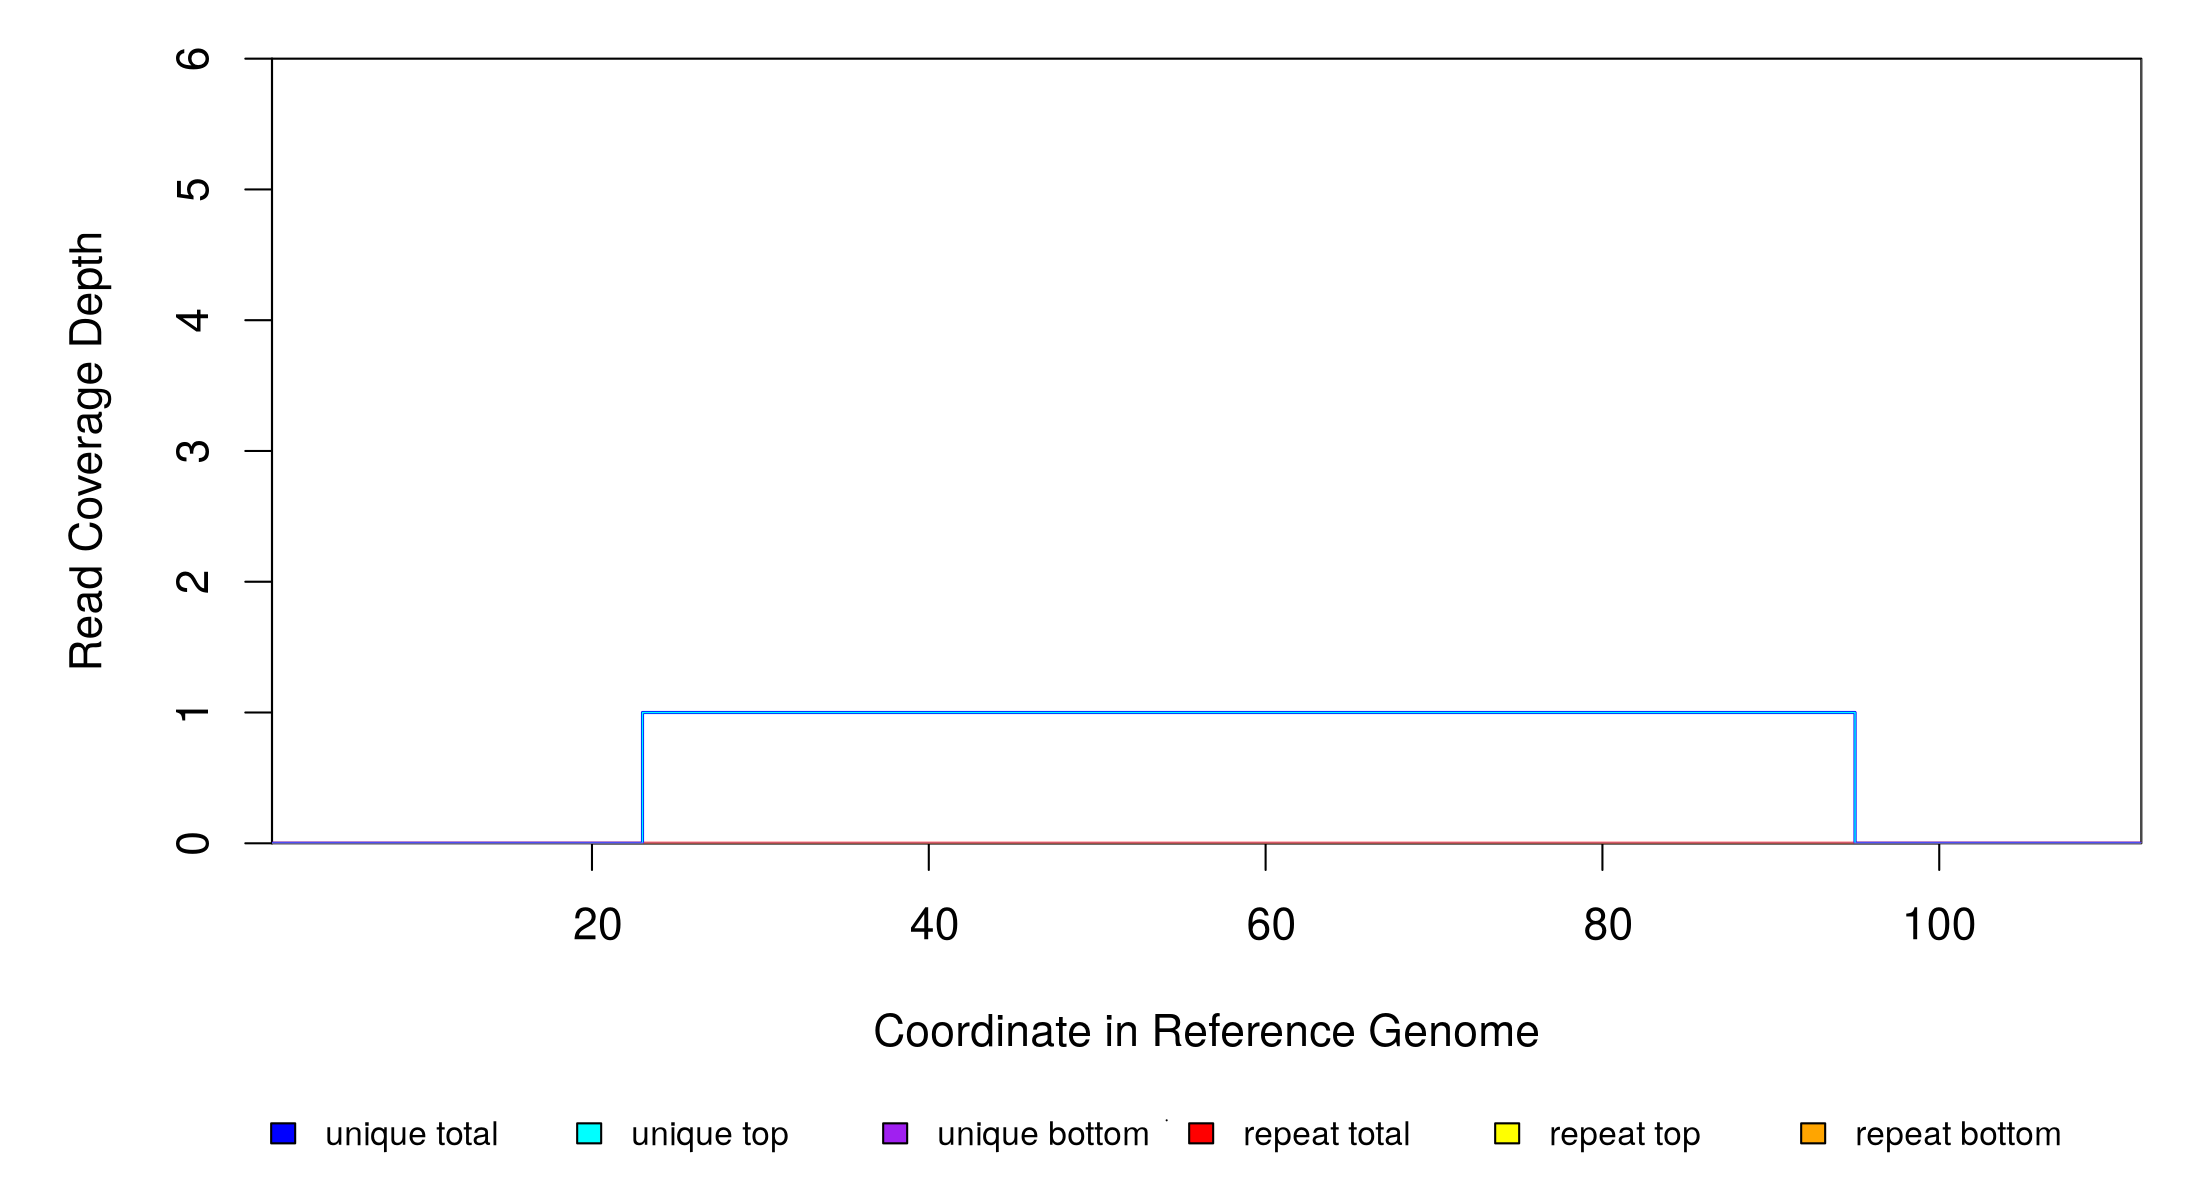 6
5
4
3
2
1
0
Read Coverage Depth
20 40 60 80 100
Coordinate in Reference Genome
unique total unique top unique bottom repeat total repeat top repeat bottom